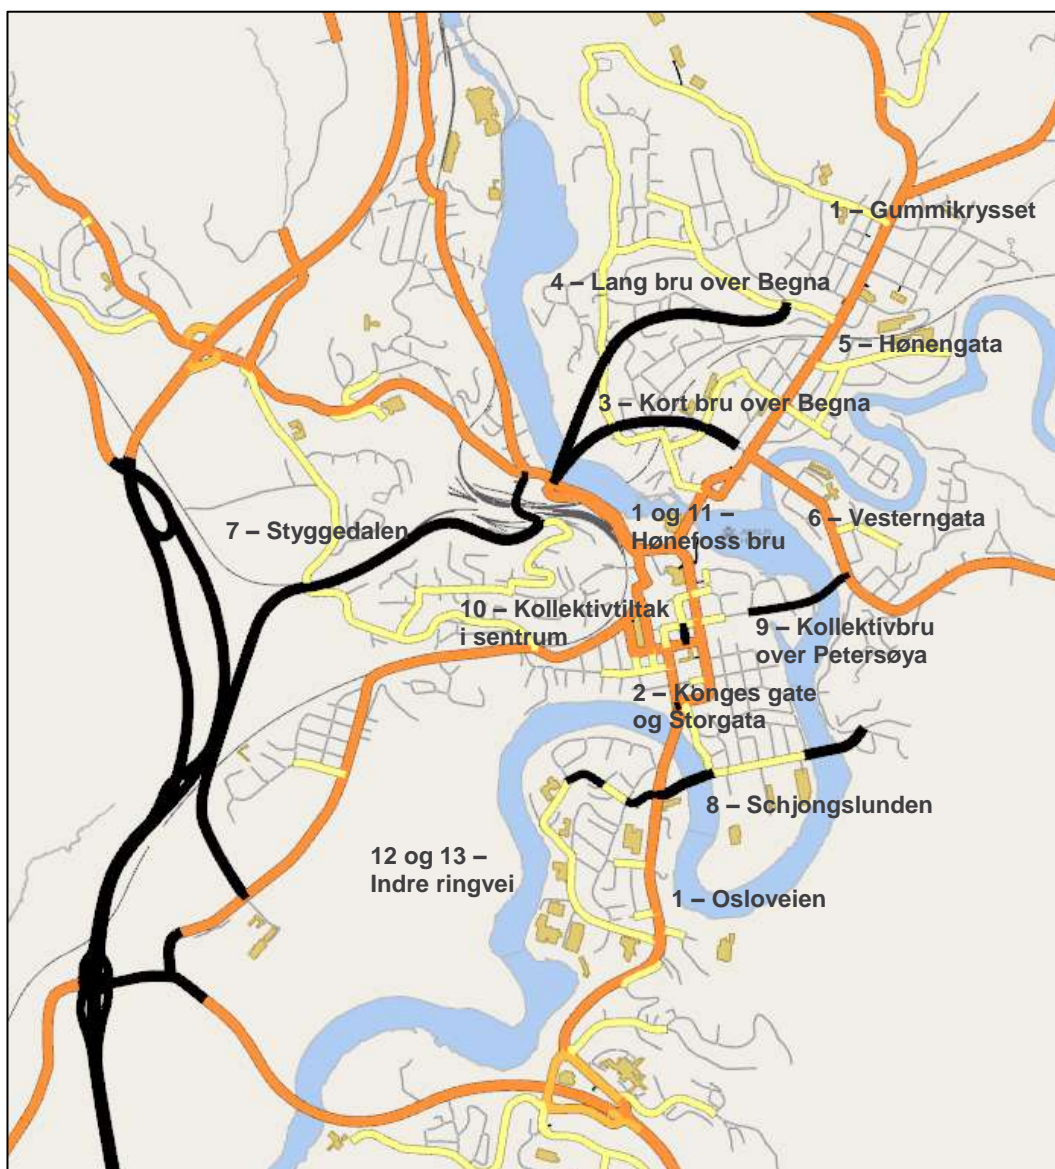 1 – Gummikrysset
4 – Lang bru over Begna
5 – Hønengata
3 – Kort bru over Begna
1 og 11 –
Hønefoss bru
6 – Vesterngata
7 – Styggedalen
10 – Kollektivtiltak
i sentrum
9 – Kollektivbru
over Petersøya
2 – Konges gate
og Storgata
8 – Schjongslunden
12 og 13 –
Indre ringvei
1 – Osloveien